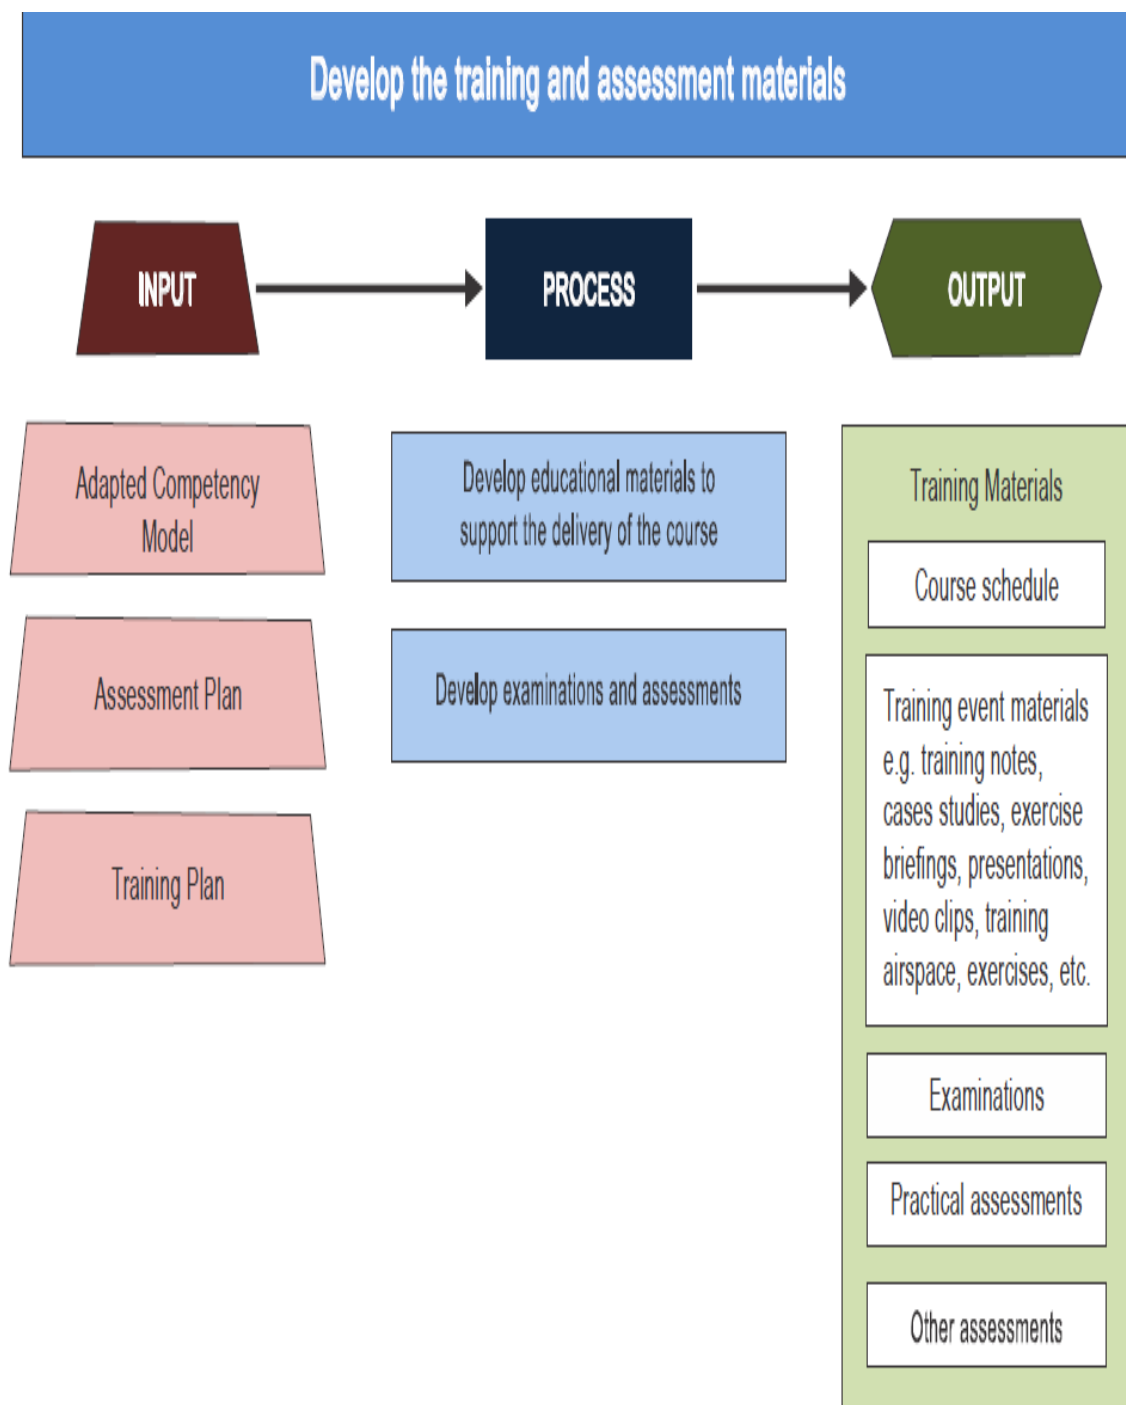 Develop the training and assessment materials
INPUT
PROCESS
OUTPUT
Adapted Competency
Model
Assessment Plan
Training Plan
Develop educational materials to
support the delivery of the course
Develop examinations and assessments
Training Materials
Course schedule
Training event materials
e.g. training notes,
cases studies, exercise
briefings, presentations,
video clips, training
airspace, exercises, etc.
Examinations
Practical assessments
Other assessments